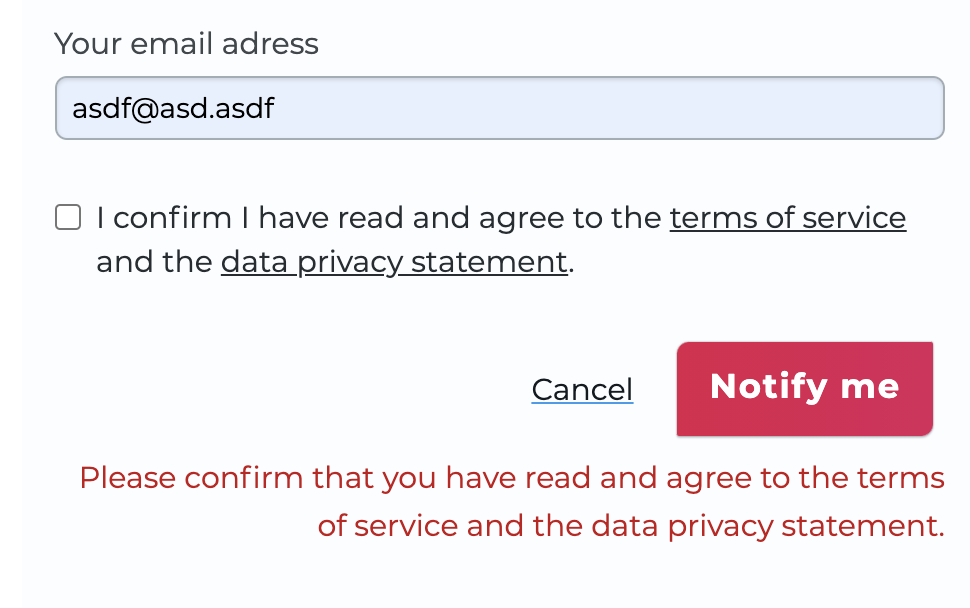 Your email adress
asdf@asd.asdf
I confirm I have read and agree to the terms of service
and the data privacy statement.
Cancel
Notify me
Please confirm that you have read and agree to the terms
of service and the data privacy statement.